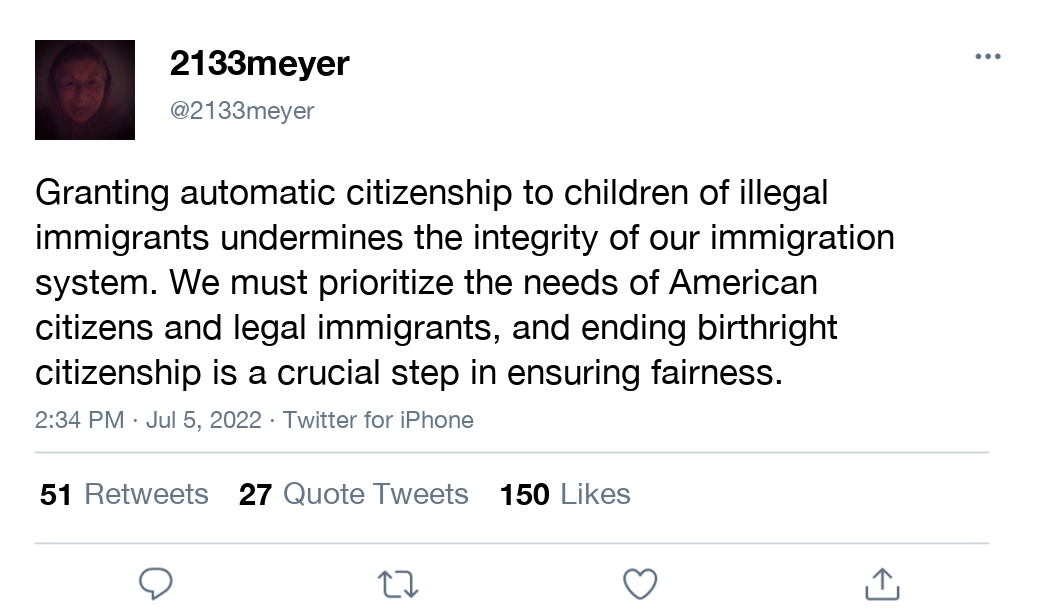 2133meyer
@2133meyer
Granting automatic citizenship to children of illegal
immigrants undermines the integrity of our immigration
system. We must prioritize the needs of American
citizens and legal immigrants, and ending birthright
citizenship is a crucial step in ensuring fairness.
2:34 PM · Jul 5, 2022 · Twitter for iPhone
51 Retweets 27 Quote Tweets 150 Likes